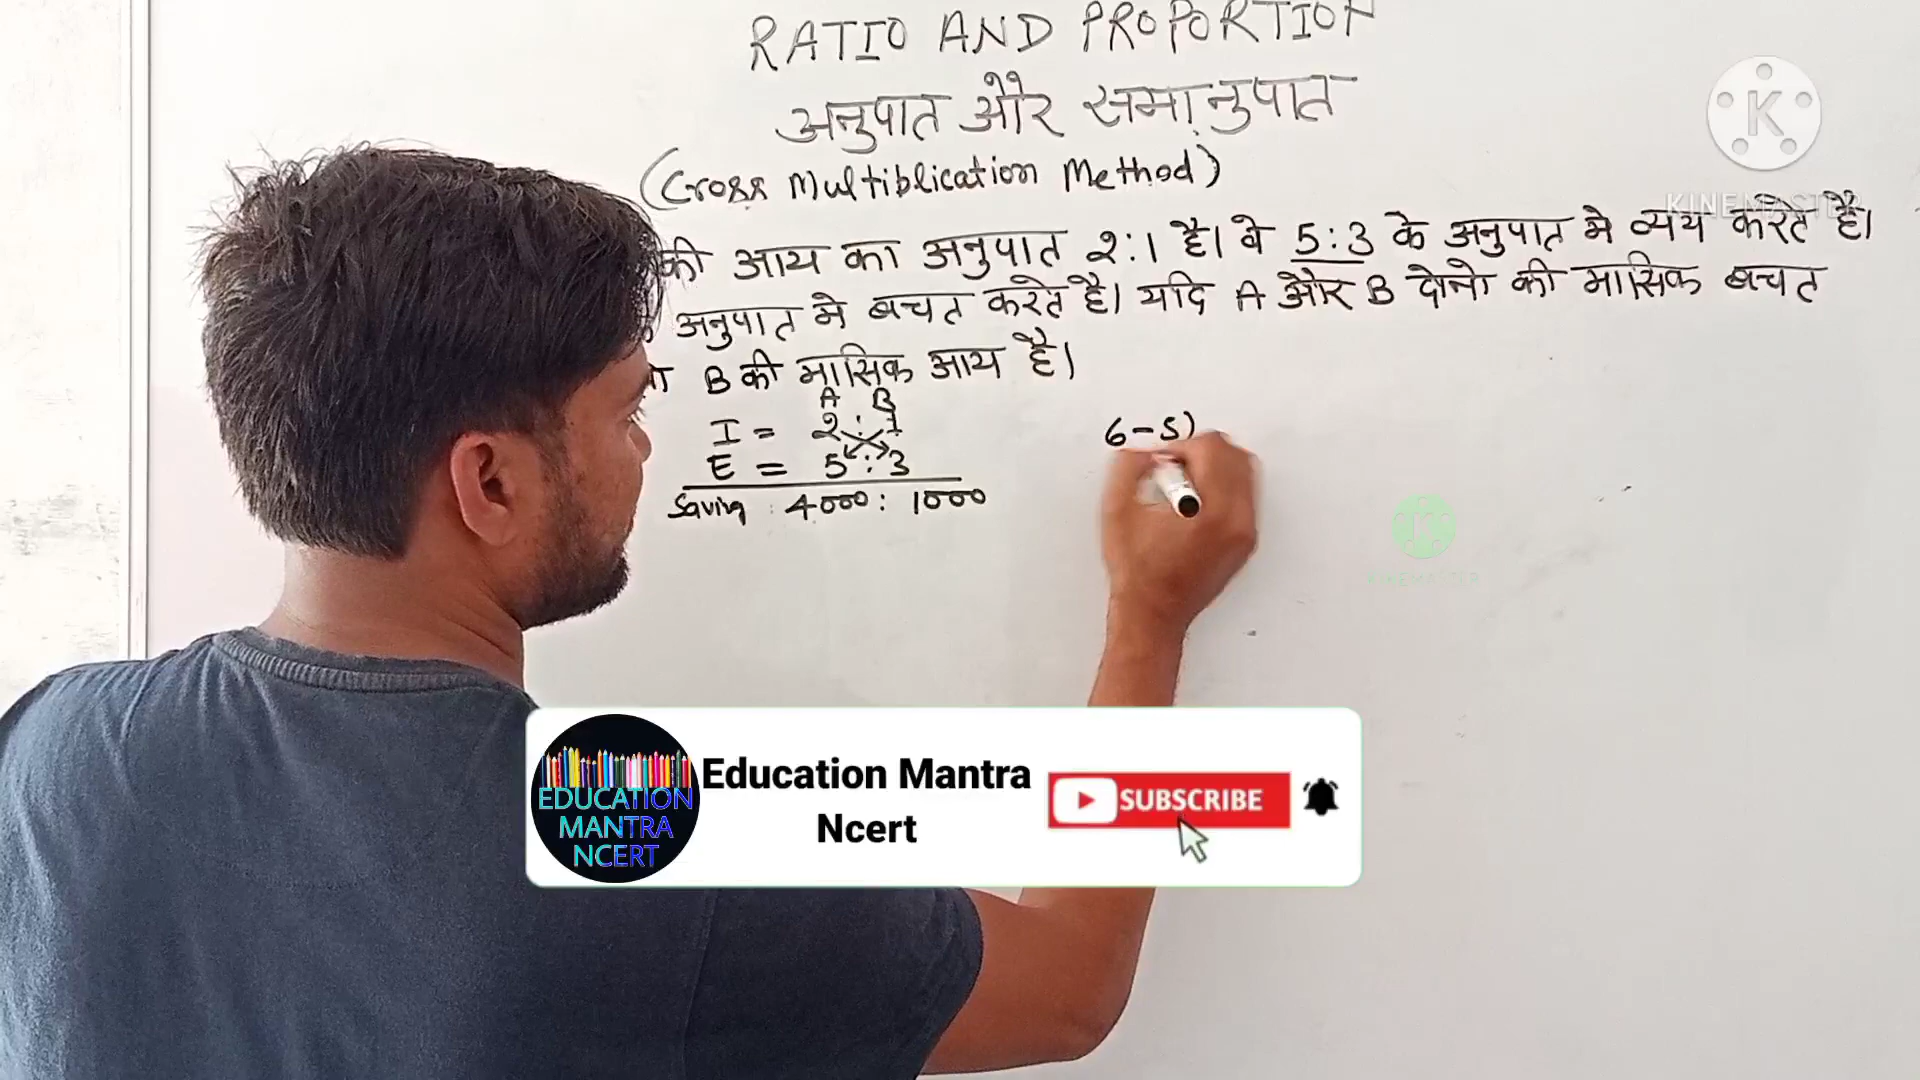 RATIO AND PROPORTION
अनुपात और समानुपात
(Cross Multiblication Method)
की आय का अनुपात 2:1 है। वे 5:3 के अनुपात मे व्यय करते है।
अनुपात मे बचत करते है। यदि A और B दोनो की मासिक बचत
B की मासिक आय है।
A B
I = 2 : 1
E = 5 : 3
Saving : 4000 : 1000
6-5)
KINEMASTER
KINEMASTER
EDUCATION
MANTRA
NCERT
Education Mantra
Ncert
SUBSCRIBE